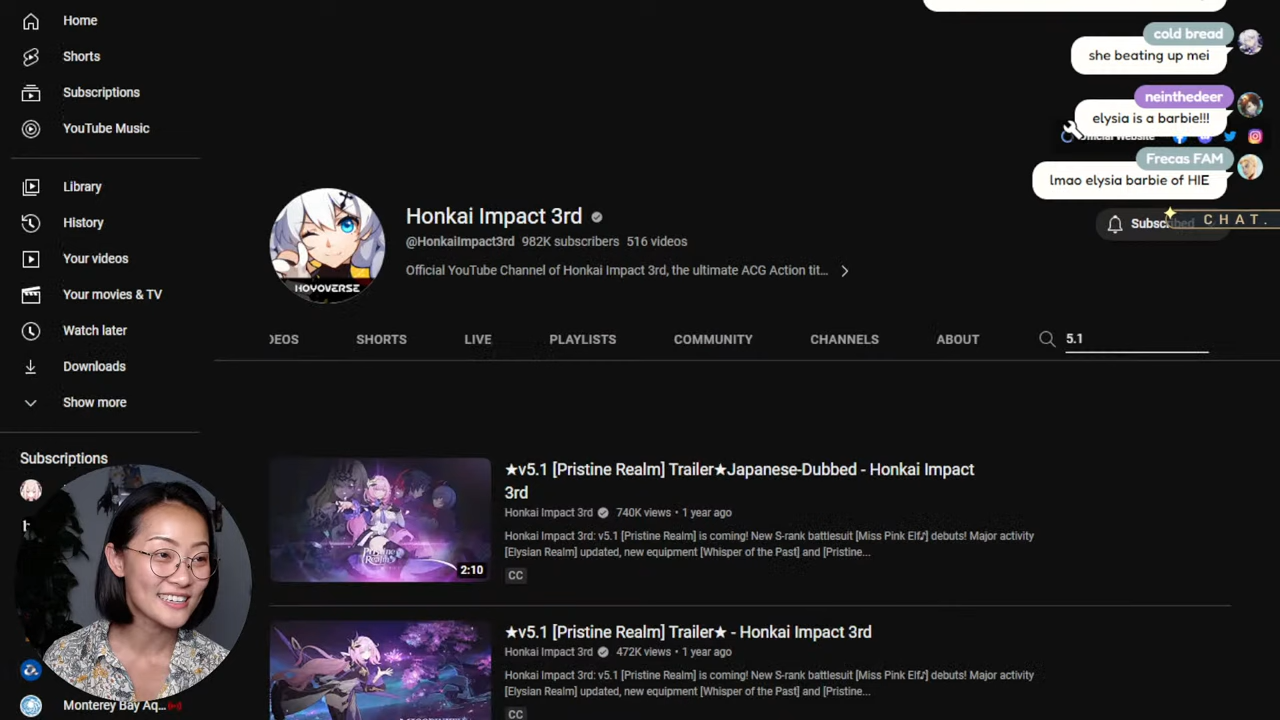 Home
Shorts
Subscriptions
YouTube Music
Library
History
Your videos
Your movies & TV
Watch later
Downloads
Show more
Subscriptions
Monterey Bay Aq...
cold bread
she beating up mei
neinthedeer
elysia is a barbie!!!
Official Website
Frecas FAM
lmao elysia barbie of HIE
Subscribed
CHAT.
Honkai Impact 3rd
@HonkaiImpact3rd 982K subscribers 516 videos
Official YouTube Channel of Honkai Impact 3rd, the ultimate ACG Action tit...
HOYOVERSE
DEOS SHORTS LIVE PLAYLISTS COMMUNITY CHANNELS ABOUT 5.1
★v5.1 [Pristine Realm] Trailer★Japanese-Dubbed - Honkai Impact
3rd
Honkai Impact 3rd 740K views • 1 year ago
Honkai Impact 3rd: v5.1 [Pristine Realm] is coming! New S-rank battlesuit [Miss Pink Elf♪] debuts! Major activity
[Elysian Realm] updated, new equipment [Whisper of the Past] and [Pristine...
CC
Pristine
Realm
2:10
★v5.1 [Pristine Realm] Trailer★ - Honkai Impact 3rd
Honkai Impact 3rd 472K views • 1 year ago
Honkai Impact 3rd: v5.1 [Pristine Realm] is coming! New S-rank battlesuit [Miss Pink Elf♪] debuts! Major activity
[Elysian Realm] updated, new equipment [Whisper of the Past] and [Pristine...
CC